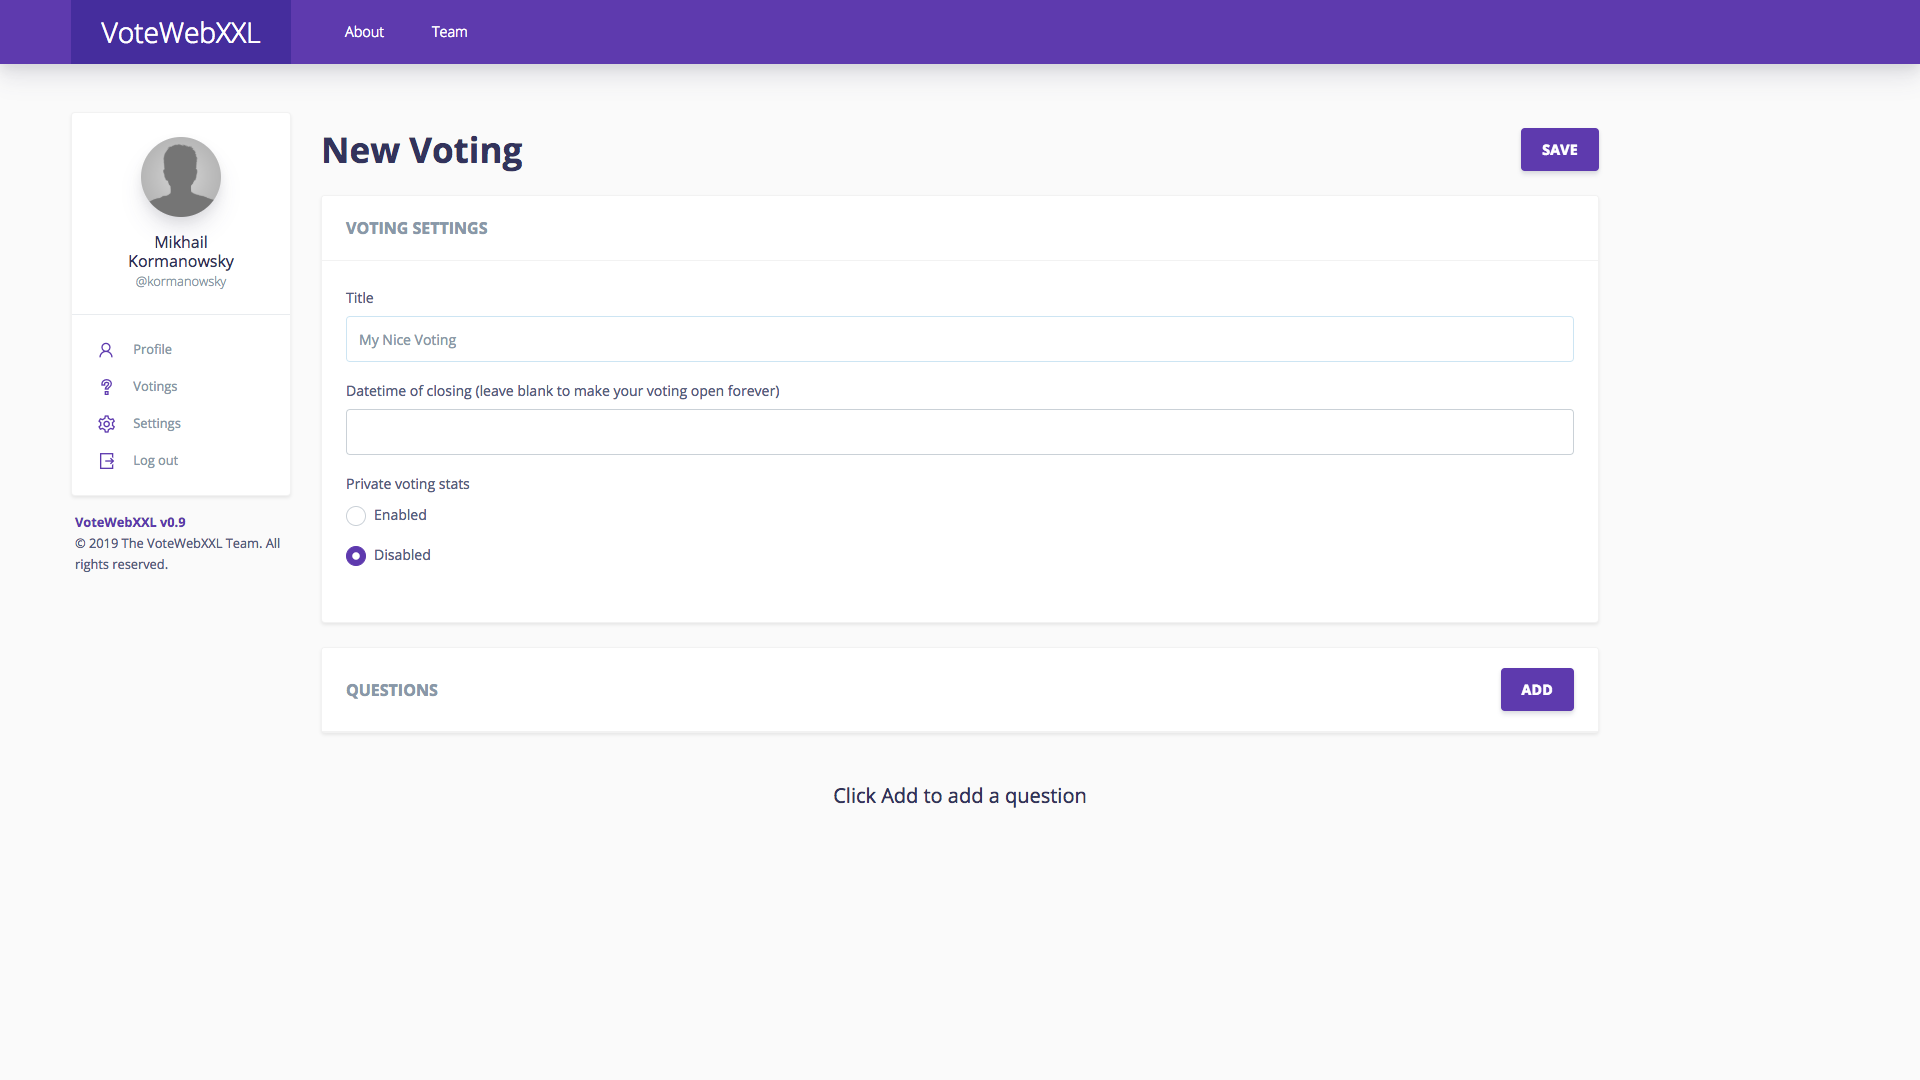 VoteWebXXL
About
Team
Mikhail
Kormanowsky
@kormanowsky
Profile
Votings
Settings
Log out
VoteWebXXL v0.9
© 2019 The VoteWebXXL Team. All
rights reserved.
New Voting
SAVE
VOTING SETTINGS
Title
My Nice Voting
Datetime of closing (leave blank to make your voting open forever)
Private voting stats
Enabled
Disabled
QUESTIONS
ADD
Click Add to add a question